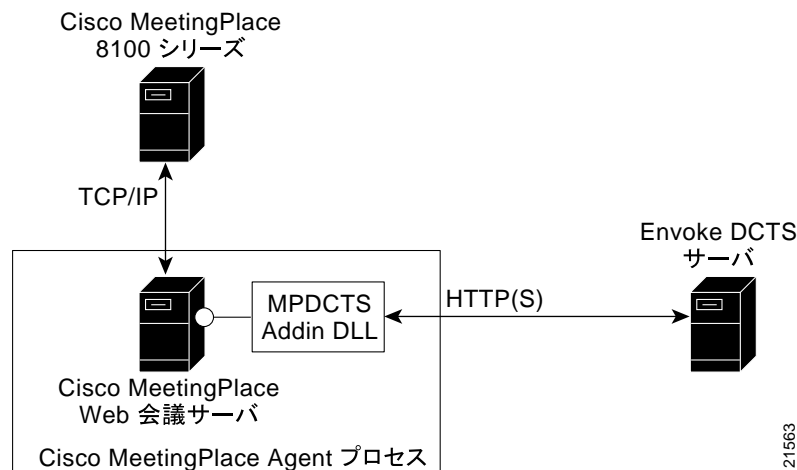 Cisco MeetingPlace
8100 シリーズ
TCP/IP
Envoke DCTS
サーバ
MPDCTS
Addin DLL
HTTP(S)
Cisco MeetingPlace
Web 会議サーバ
Cisco MeetingPlace Agent プロセス
21563